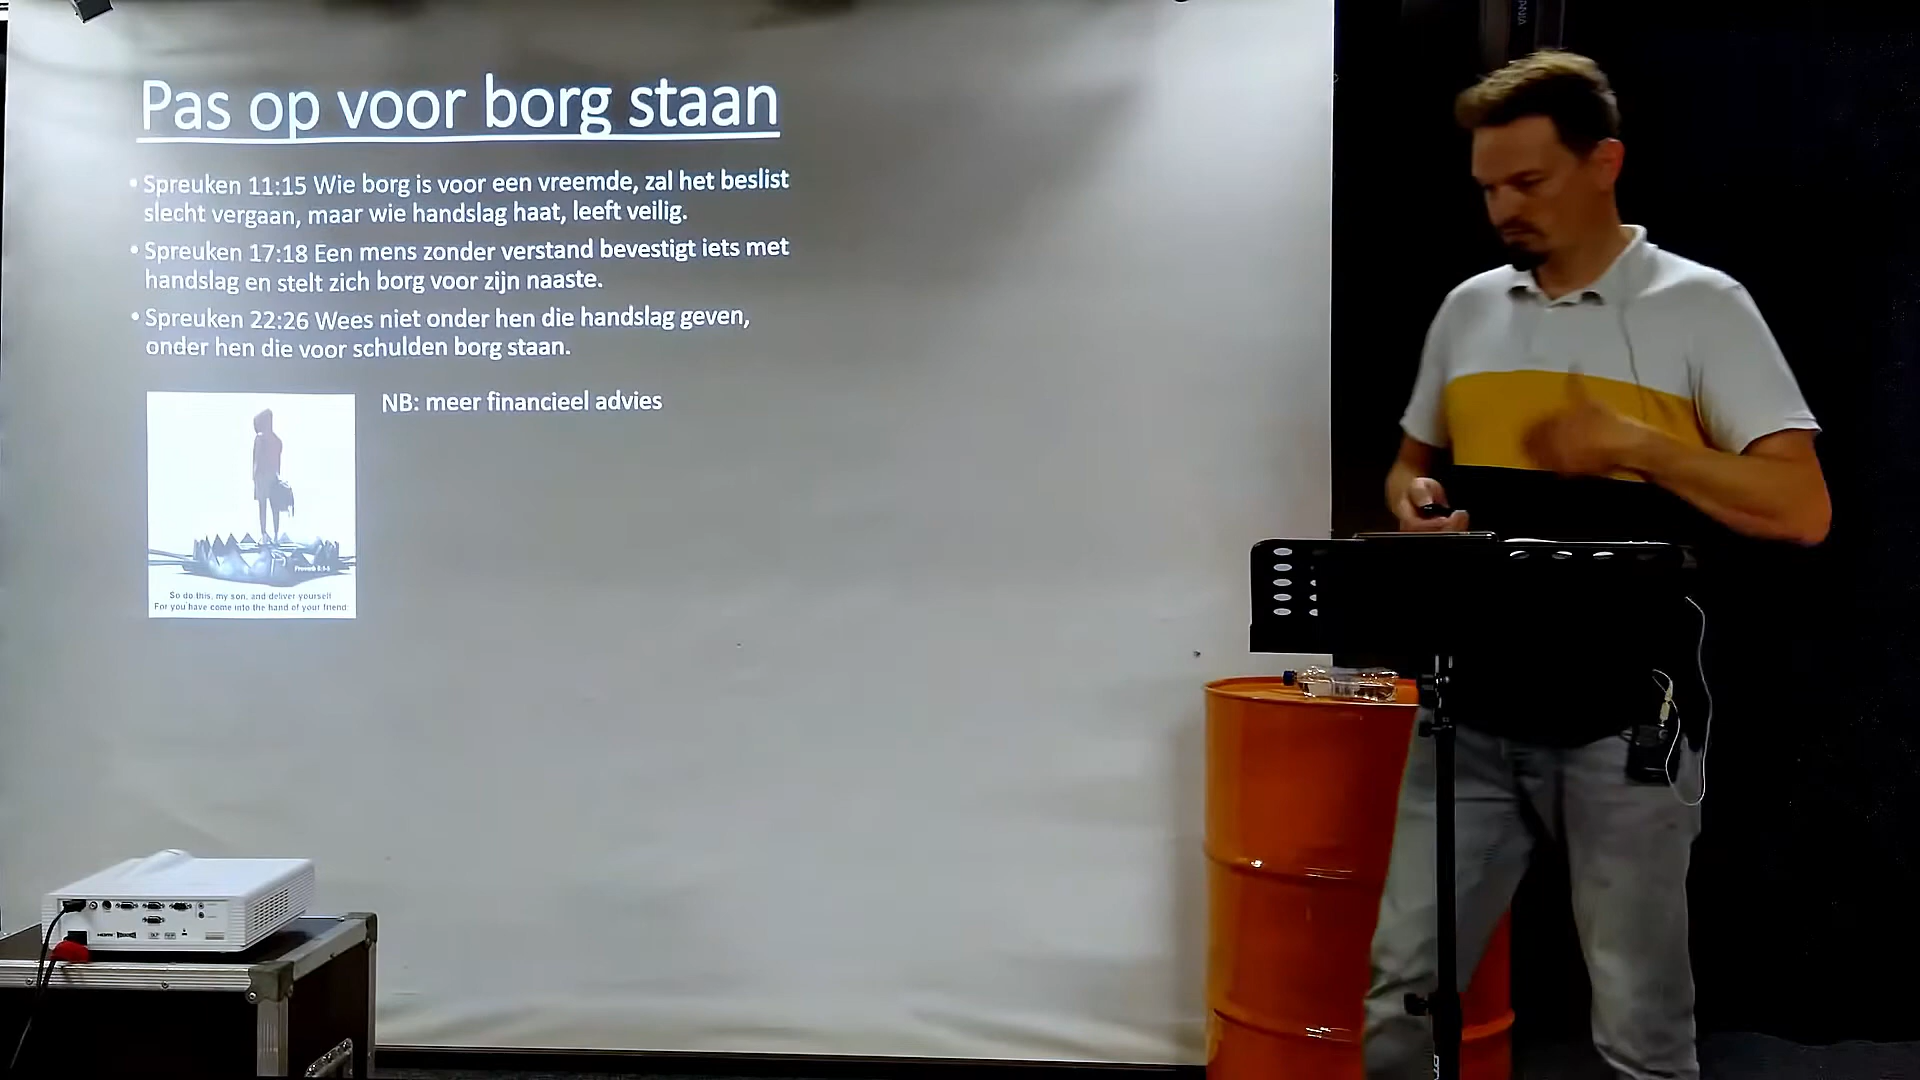 Pas op voor borg staan
• Spreuken 11:15 Wie borg is voor een vreemde, zal het beslist
slecht vergaan, maar wie handslag haat, leeft veilig.
• Spreuken 17:18 Een mens zonder verstand bevestigt iets met
handslag en stelt zich borg voor zijn naaste.
• Spreuken 22:26 Wees niet onder hen die handslag geven,
onder hen die voor schulden borg staan.
NB: meer financieel advies
So do this, my son, and deliver yourself
For you have come into the hand of your friend